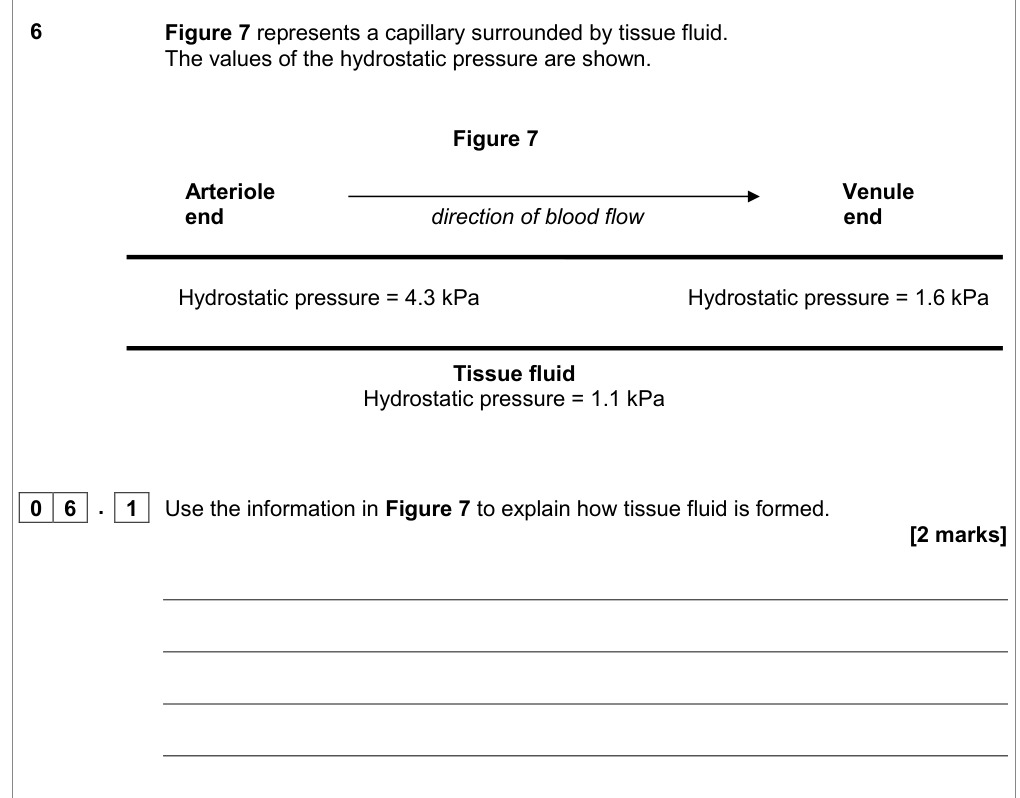 6
Figure 7 represents a capillary surrounded by tissue fluid.
The values of the hydrostatic pressure are shown.
Figure 7
Arteriole end
direction of blood flow
Venule end
Hydrostatic pressure = 4.3 kPa
Hydrostatic pressure = 1.6 kPa
Tissue fluid
Hydrostatic pressure = 1.1 kPa
0 6 . 1 Use the information in Figure 7 to explain how tissue fluid is formed.
[2 marks]